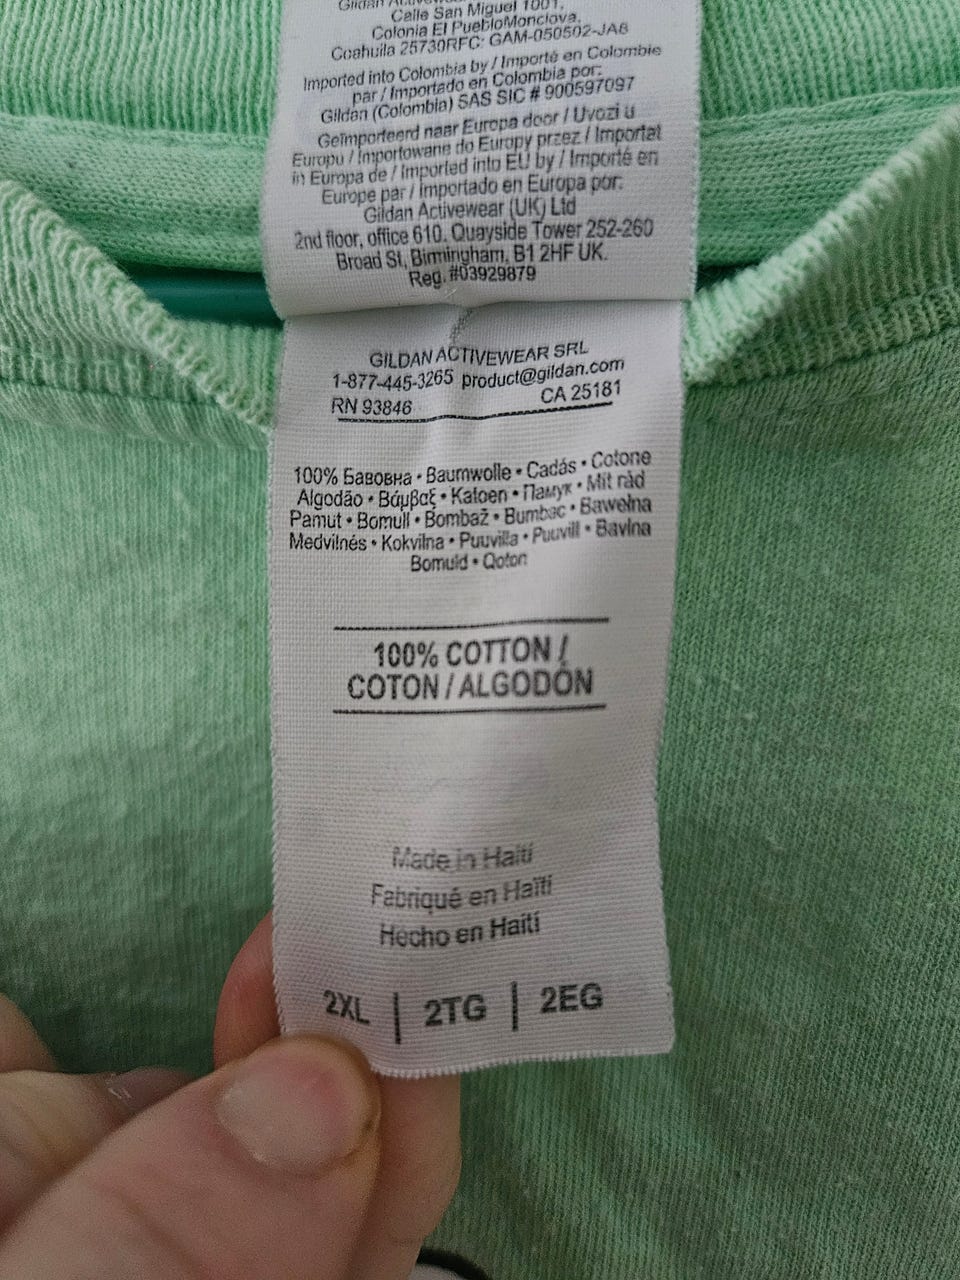 Calle San Miguel 1001,
Colonia El PuebloMonclova,
Coahuila 25730RFC: GAM-050502-JA8
Imported into Colombia by / Importé en Colombie
par / Importado en Colombia por:
Gildan (Colombia) SAS SIC # 900597097
Geïmporteerd naar Europa door / Uvozi u
Europu / Importowane do Europy przez / Importat
în Europa de / Imported into EU by / Importé en
Europe par / Importado en Europa por:
Gildan Activewear (UK) Ltd
2nd floor, office 610. Quayside Tower 252-260
Broad St, Birmingham, B1 2HF UK.
Reg. #03929879
GILDAN ACTIVEWEAR SRL
1-877-445-3265 product@gildan.com
RN 93846 CA 25181
100% Бавовна • Baumwolle • Cadás • Cotone
Algodão • Βάμβαξ • Katoen • Памук • Mit rád
Pamut • Bomull • Bombaž • Bumbac • Bawełna
Medvilnės • Kokvilna • Puuvilla • Puuvill • Bavlna
Bomuld • Qoton
100% COTTON /
COTON / ALGODÓN
Made in Haiti
Fabriqué en Haïti
Hecho en Haití
2XL | 2TG | 2EG